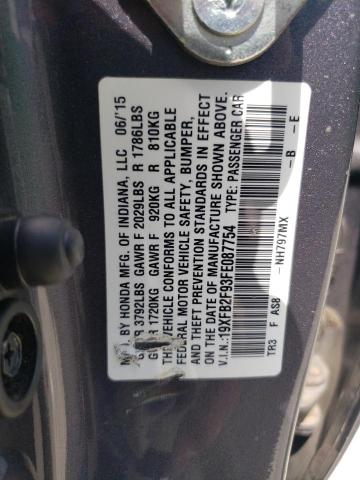 MFD. BY HONDA MFG. OF INDIANA, LLC 06/'15
GVWR 3792LBS GAWR F 2029LBS R 1786LBS
GVWR 1720KG GAWR F 920KG R 810KG
THIS VEHICLE CONFORMS TO ALL APPLICABLE
FEDERAL MOTOR VEHICLE SAFETY, BUMPER,
AND THEFT PREVENTION STANDARDS IN EFFECT
ON THE DATE OF MANUFACTURE SHOWN ABOVE.
V.I.N.:19XFB2F93FE087754 TYPE: PASSENGER CAR
TR3 F AS8 -NH797MX -B -E